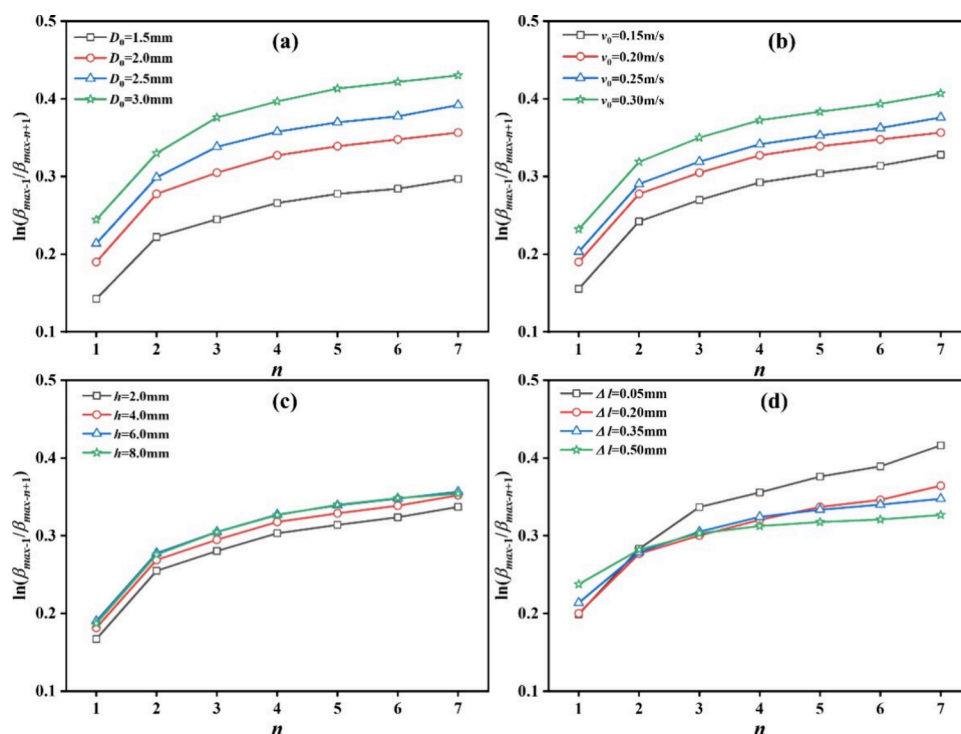 0.5
0.4
0.3
0.2
0.1
ln(βmax-1/βmax-n+1)
D0=1.5mm
D0=2.0mm
D0=2.5mm
D0=3.0mm
(a)
1 2 3 4 5 6 7
n
0.5
0.4
0.3
0.2
0.1
ln(βmax-1/βmax-n+1)
(b)
v0=0.15m/s
v0=0.20m/s
v0=0.25m/s
v0=0.30m/s
1 2 3 4 5 6 7
n
0.5
0.4
0.3
0.2
0.1
ln(βmax-1/βmax-n+1)
h=2.0mm
h=4.0mm
h=6.0mm
h=8.0mm
(c)
1 2 3 4 5 6 7
n
0.5
0.4
0.3
0.2
0.1
ln(βmax-1/βmax-n+1)
Δl=0.05mm
Δl=0.20mm
Δl=0.35mm
Δl=0.50mm
(d)
1 2 3 4 5 6 7
n